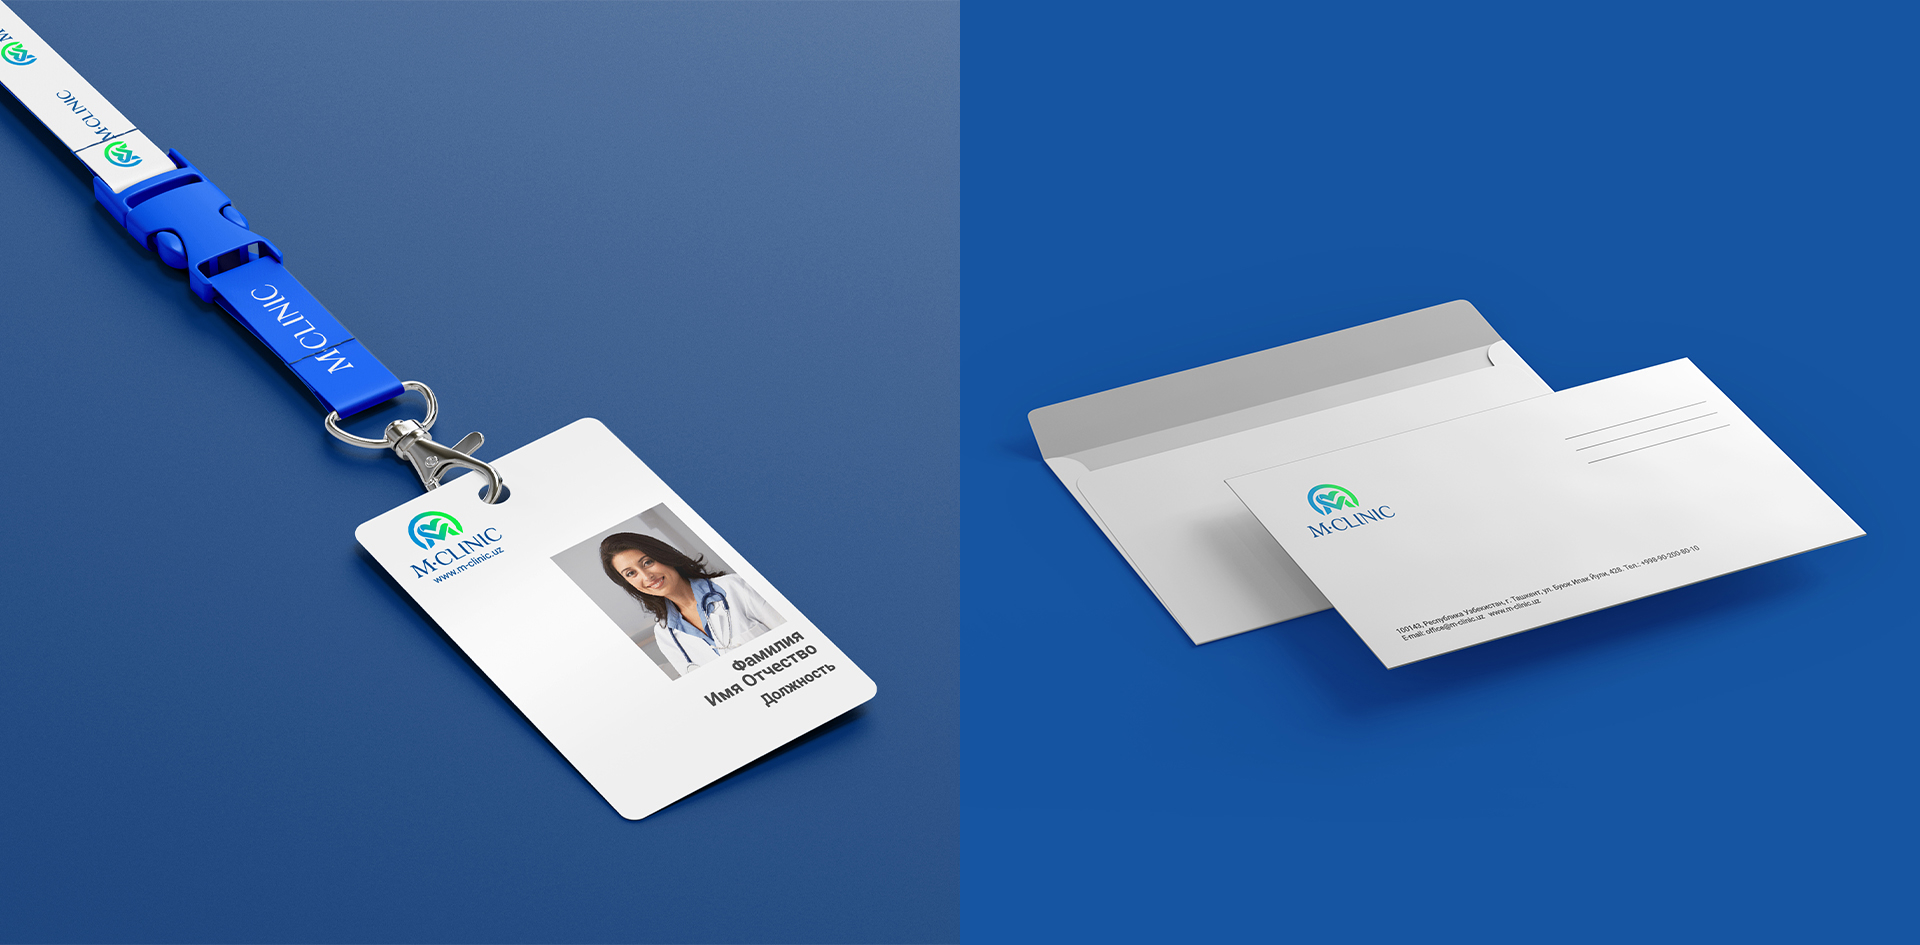 M
M·CLINIC
M·CLINIC
M·CLINIC
www.m-clinic.uz
Фамилия
Имя Отчество
Должность
M·CLINIC
100143, Республика Узбекистан, г. Ташкент, ул. Буюк Ипак Йули, 428. Тел.: +998-90-200-80-10
E-mail: office@m-clinic.uz www.m-clinic.uz